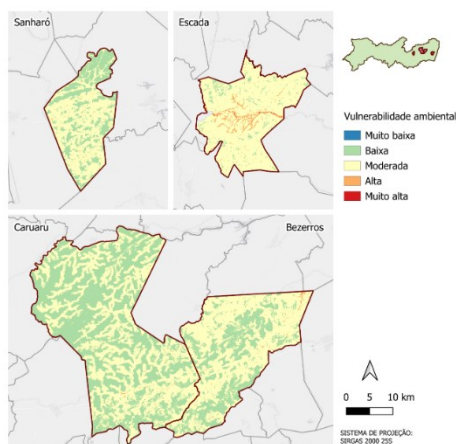 Sanharó
Escada
Vulnerabilidade ambiental
Muito baixa
Baixa
Moderada
Alta
Muito alta
Caruaru
Bezerros
0 5 10 km
SISTEMA DE PROJEÇÃO:
SIRGAS 2000 25S